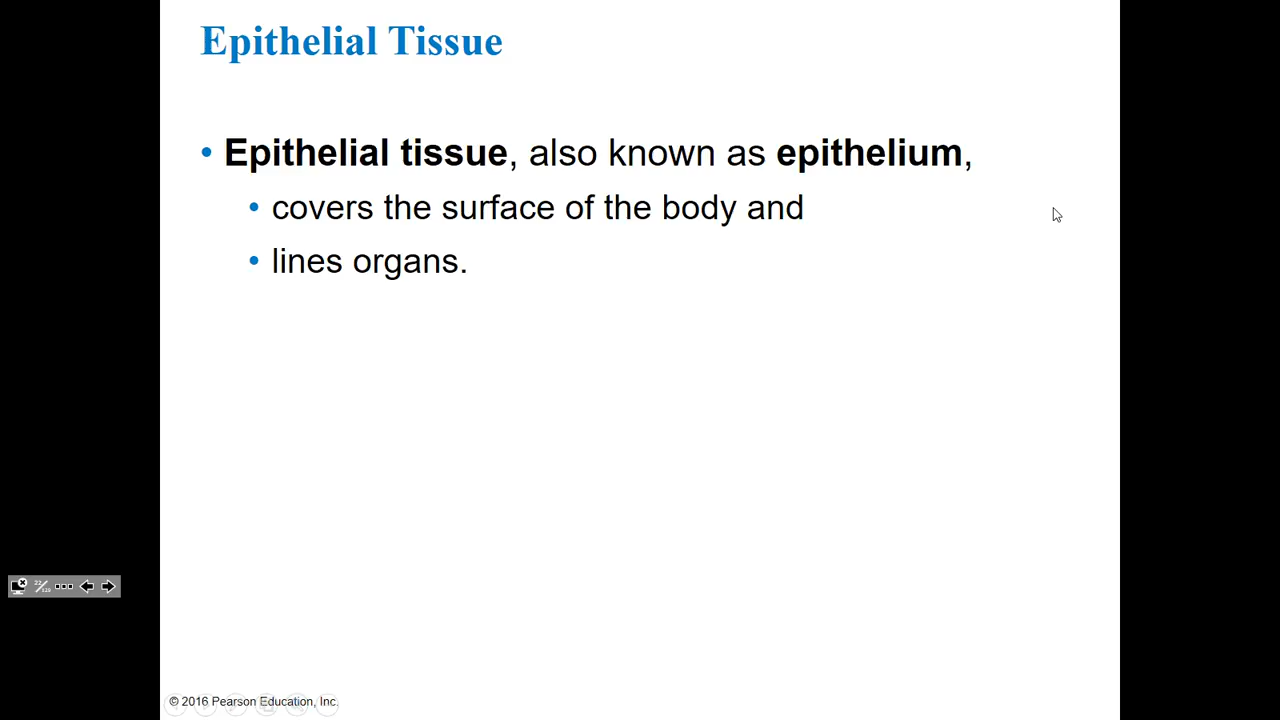 Epithelial Tissue
• Epithelial tissue, also known as epithelium,
• covers the surface of the body and
• lines organs.
© 2016 Pearson Education, Inc.